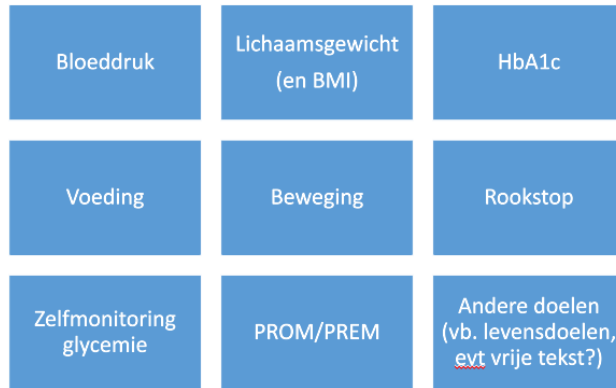 Bloeddruk
Lichaamsgewicht
(en BMI)
HbA1c
Voeding
Beweging
Rookstop
Zelfmonitoring
glycemie
PROM/PREM
Andere doelen
(vb. levensdoelen,
evt vrije tekst?)